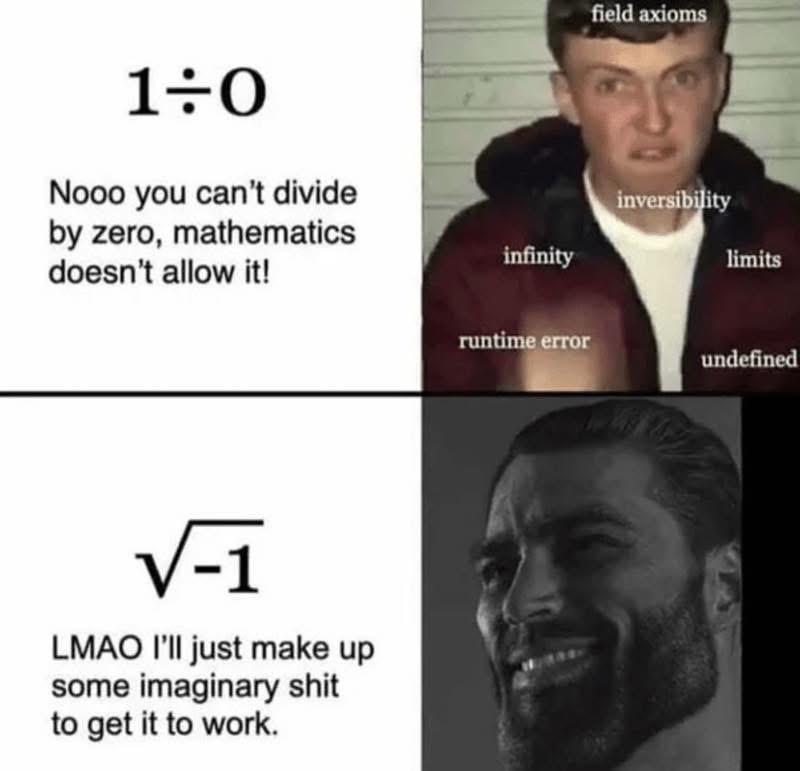 1÷0
Nooo you can't divide
by zero, mathematics
doesn't allow it!
field axioms
inversibility
infinity
limits
runtime error
undefined
√-1
LMAO I'll just make up
some imaginary shit
to get it to work.